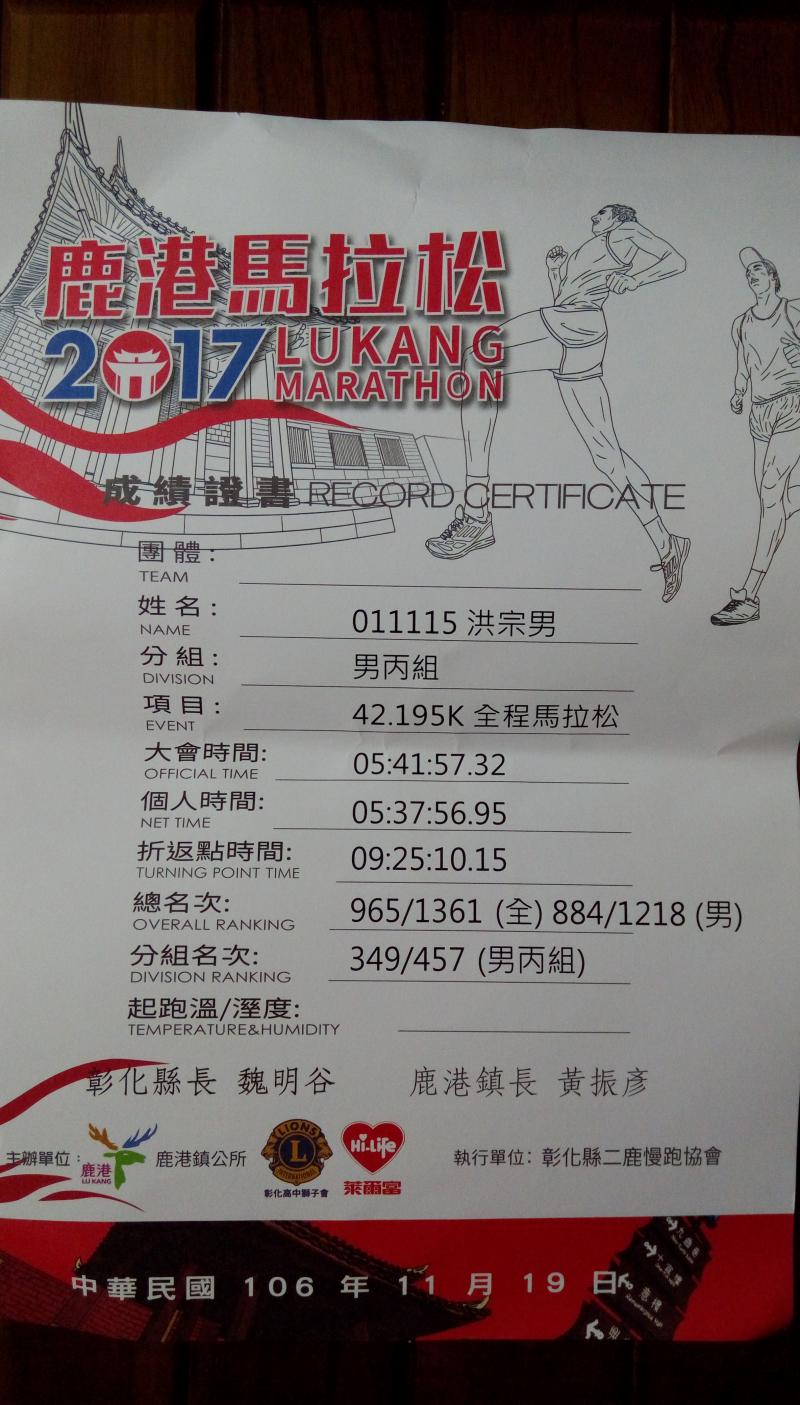 鹿港馬拉松
2017 LUKANG
MARATHON
成績證書 RECORD CERTIFICATE
團體:
TEAM
姓名: 011115 洪宗男
NAME
分組: 男丙組
DIVISION
項目: 42.195K 全程馬拉松
EVENT
大會時間: 05:41:57.32
OFFICIAL TIME
個人時間: 05:37:56.95
NET TIME
折返點時間: 09:25:10.15
TURNING POINT TIME
總名次: 965/1361 (全) 884/1218 (男)
OVERALL RANKING
分組名次: 349/457 (男丙組)
DIVISION RANKING
起跑溫/溼度:
TEMPERATURE&HUMIDITY
彰化縣長 魏明谷 鹿港鎮長 黃振彥
主辦單位: 鹿港 LU KANG 鹿港鎮公所 LIONS L INTERNATIONAL 彰化高中獅子會 Hi-Life 萊爾富 執行單位: 彰化縣二鹿慢跑協會
中華民國 106 年 11 月 19 日